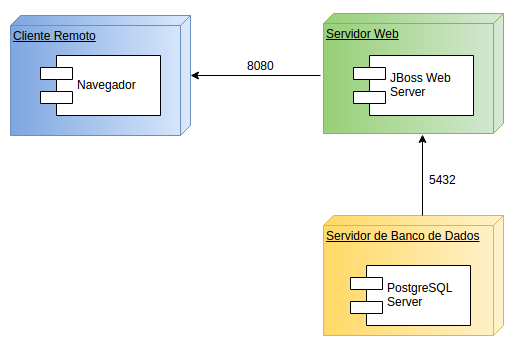 Cliente Remoto
Navegador
8080
Servidor Web
JBoss Web
Server
5432
Servidor de Banco de Dados
PostgreSQL
Server